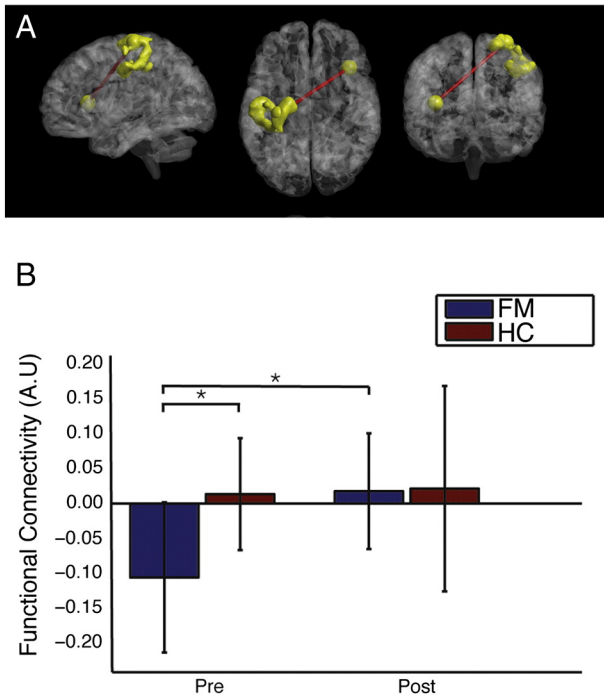 A
B
FM
HC
Functional Connectivity (A.U)
0.20
0.15
0.10
0.05
0.00
−0.05
−0.10
−0.15
−0.20
*
*
Pre Post